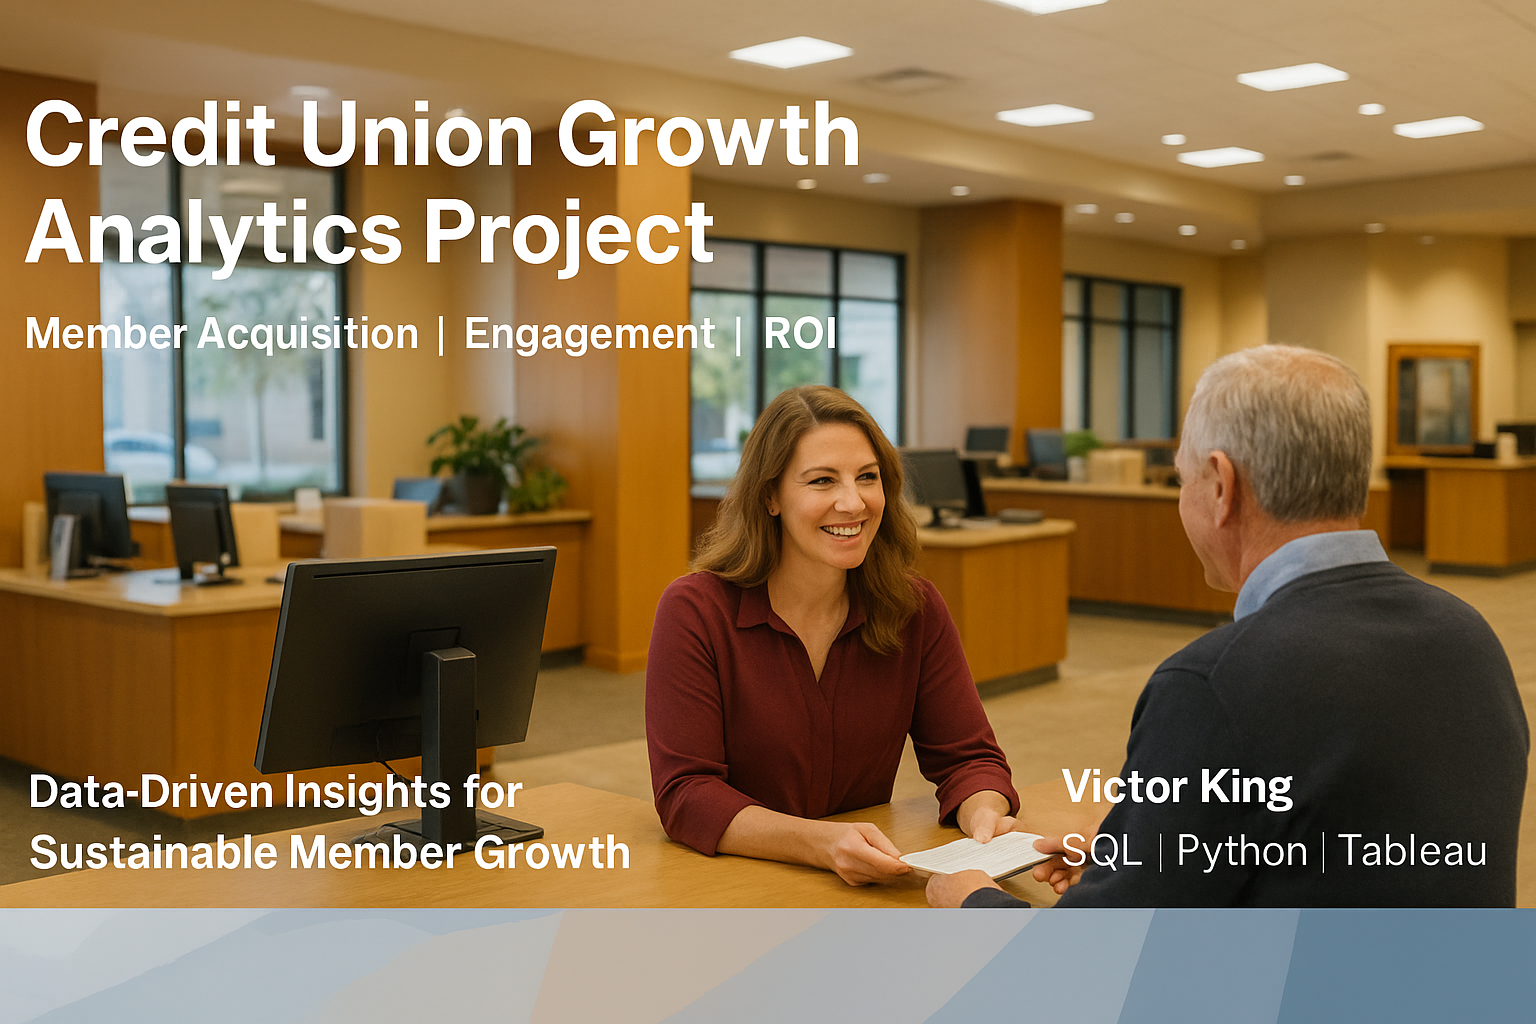 Credit Union Growth
Analytics Project
Member Acquisition | Engagement | ROI
Data-Driven Insights for
Sustainable Member Growth
Victor King
SQL | Python | Tableau